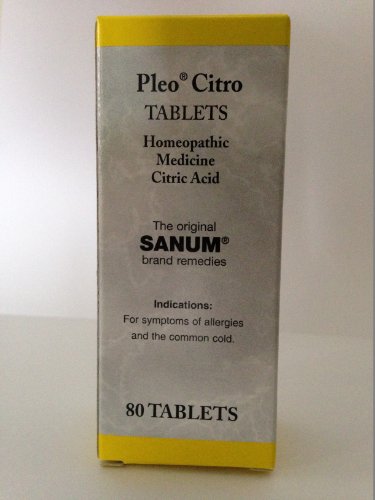 Pleo® Citro
TABLETS
Homeopathic
Medicine
Citric Acid
The original
SANUM®
brand remedies
Indications:
For symptoms of allergies
and the common cold.
80 TABLETS